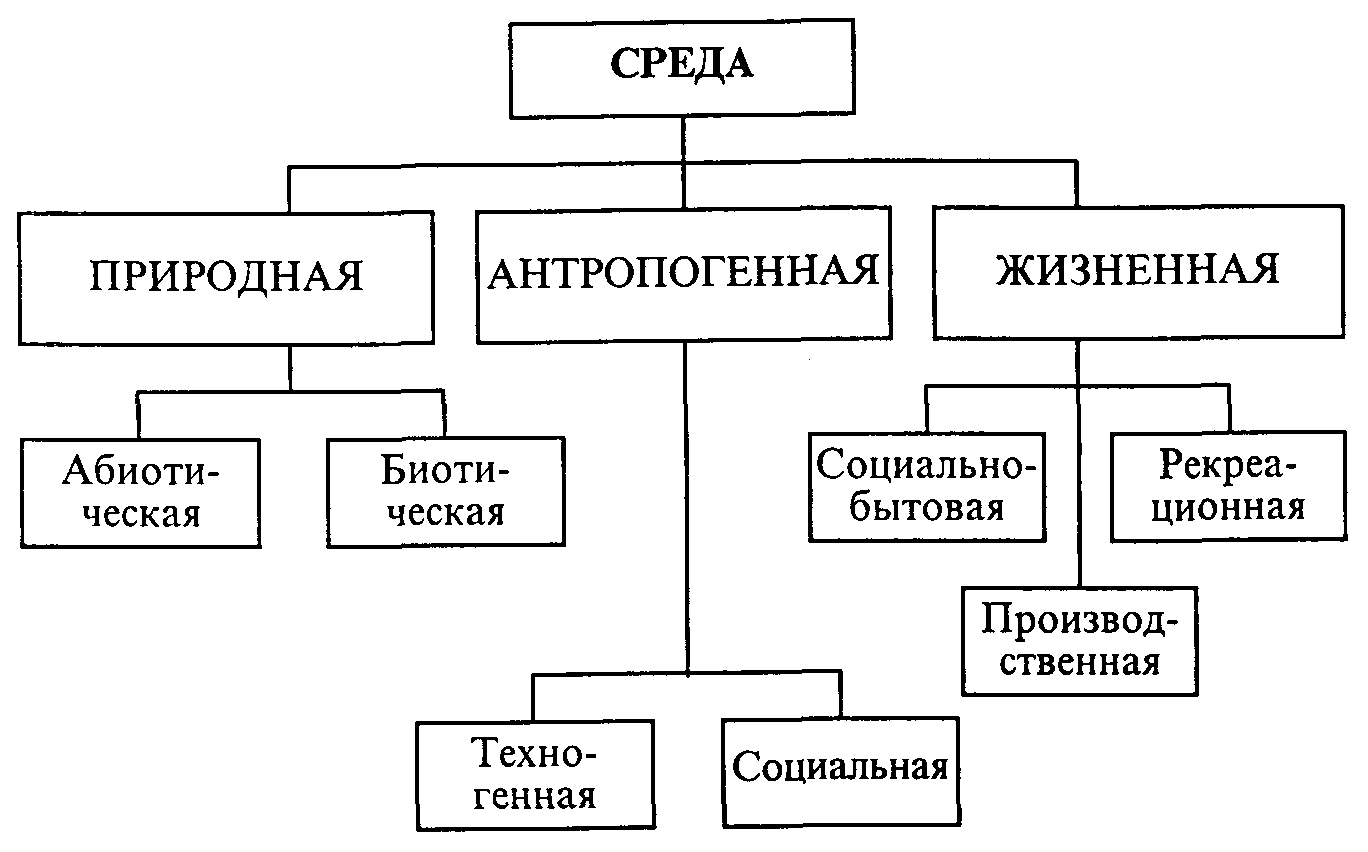 СРЕДА
ПРИРОДНАЯ
АНТРОПОГЕННАЯ
ЖИЗНЕННАЯ
Абиоти-
ческая
Биоти-
ческая
Социально-
бытовая
Рекреа-
ционная
Производ-
ственная
Техно-
генная
Социальная